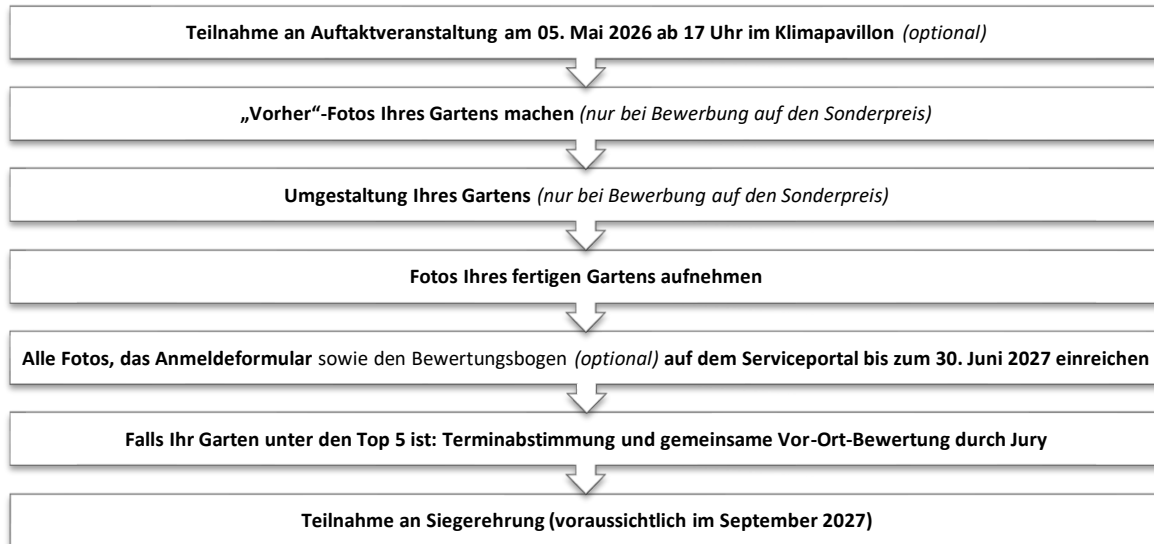 Teilnahme an Auftaktveranstaltung am 05. Mai 2026 ab 17 Uhr im Klimapavillon (optional)
„Vorher“-Fotos Ihres Gartens machen (nur bei Bewerbung auf den Sonderpreis)
Umgestaltung Ihres Gartens (nur bei Bewerbung auf den Sonderpreis)
Fotos Ihres fertigen Gartens aufnehmen
Alle Fotos, das Anmeldeformular sowie den Bewertungsbogen (optional) auf dem Serviceportal bis zum 30. Juni 2027 einreichen
Falls Ihr Garten unter den Top 5 ist: Terminabstimmung und gemeinsame Vor-Ort-Bewertung durch Jury
Teilnahme an Siegerehrung (voraussichtlich im September 2027)